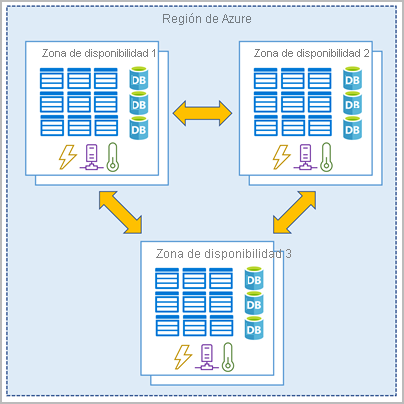 Región de Azure
Zona de disponibilidad 1
Zona de disponibilidad 2
DB
DB
DB
DB
DB
DB
Zona de disponibilidad 3
DB
DB
DB